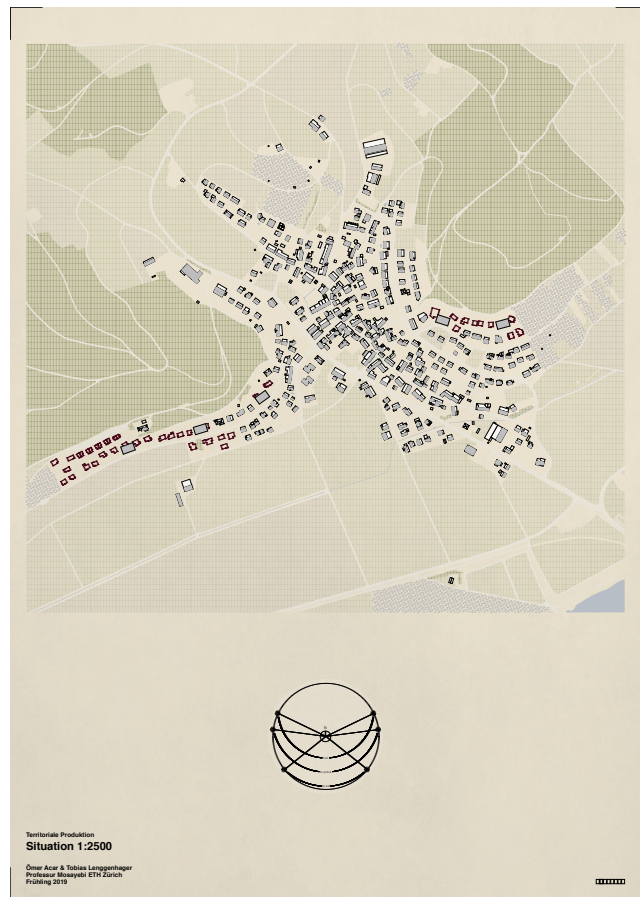 Territoriale Produktion
Situation 1:2500
Ömer Acar & Tobias Lenggenhager
Professur Mosayebi ETH Zürich
Frühling 2019